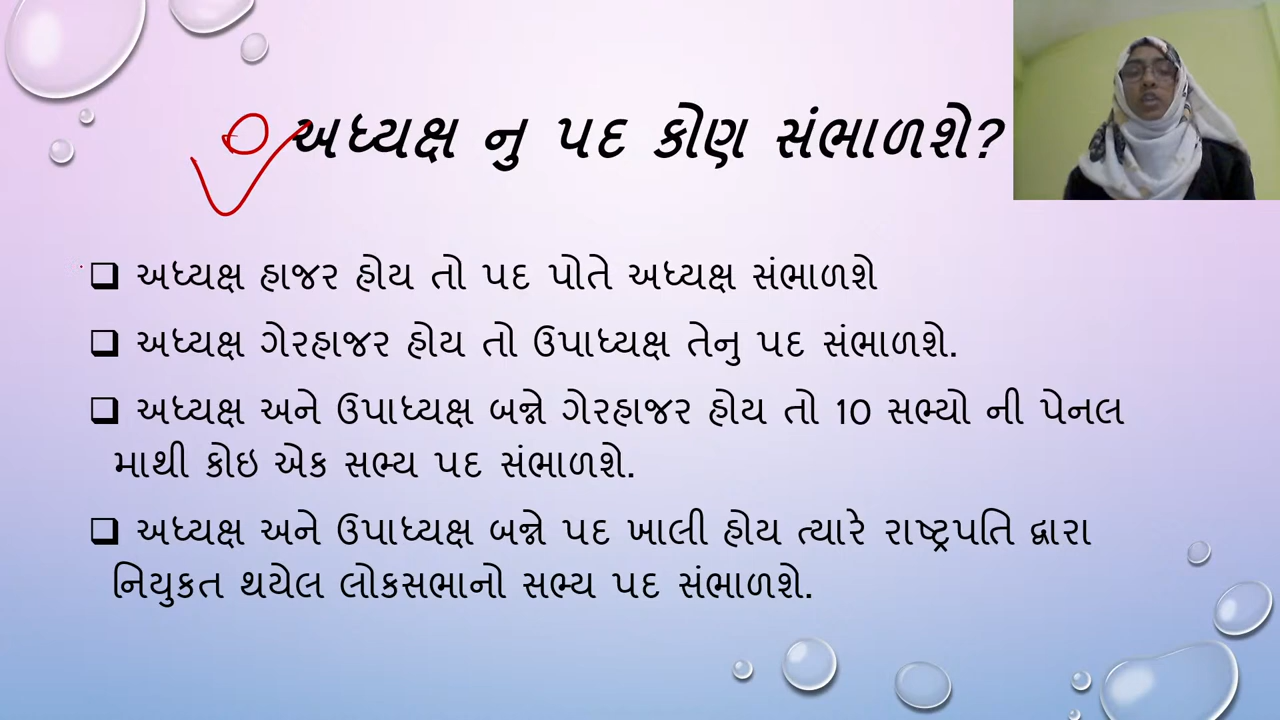 અધ્યક્ષ નુ પદ કોણ સંભાળશે?
અધ્યક્ષ હાજર હોય તો પદ પોતે અધ્યક્ષ સંભાળશે
અધ્યક્ષ ગેરહાજર હોય તો ઉપાધ્યક્ષ તેનુ પદ સંભાળશે.
અધ્યક્ષ અને ઉપાધ્યક્ષ બન્ને ગેરહાજર હોય તો 10 સભ્યો ની પેનલ
માથી કોઇ એક સભ્ય પદ સંભાળશે.
અધ્યક્ષ અને ઉપાધ્યક્ષ બન્ને પદ ખાલી હોય ત્યારે રાષ્ટ્રપતિ દ્વારા
નિયુકત થયેલ લોકસભાનો સભ્ય પદ સંભાળશે.